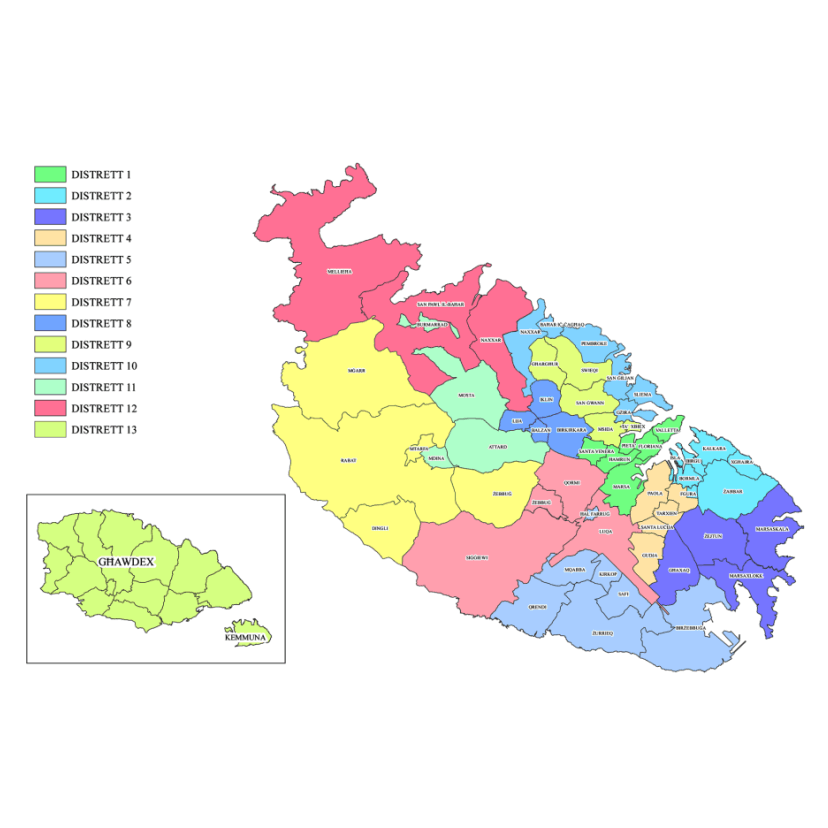 DISTRETT 1
DISTRETT 2
DISTRETT 3
DISTRETT 4
DISTRETT 5
DISTRETT 6
DISTRETT 7
DISTRETT 8
DISTRETT 9
DISTRETT 10
DISTRETT 11
DISTRETT 12
DISTRETT 13
MELLIEHA
SAN PAWL IL-BAHAR
BURMARRAD
NAXXAR
NAXXAR
BAHAR IC-CAGHAQ
PEMBROKE
GHARGHUR
SWIEQI
SAN GILJAN
SLIEMA
MGARR
MOSTA
IKLIN
SAN GWANN
GZIRA
LIJA
BALZAN
BIRKIRKARA
MSIDA
XBIEX
VALLETTA
PIETA'
FLORIANA
MTARFA
MDINA
ATTARD
SANTA VENERA
HAMRUN
RABAT
KALKARA
BIRGU
XGHAJRA
BORMLA
ZABBAR
ZEBBUG
QORMI
ZEBBUG
MARSA
PAOLA
FGURA
HAL FARRUG
TARXIEN
SANTA LUCIJA
DINGLI
LUQA
ZEJTUN
MARSASKALA
SIGGIEWI
GUDJA
GHAXAQ
MARSAXLOKK
MQABBA
KIRKOP
SAFI
QRENDI
ZURRIEQ
BIRZEBBUGA
GHAWDEX
KEMMUNA